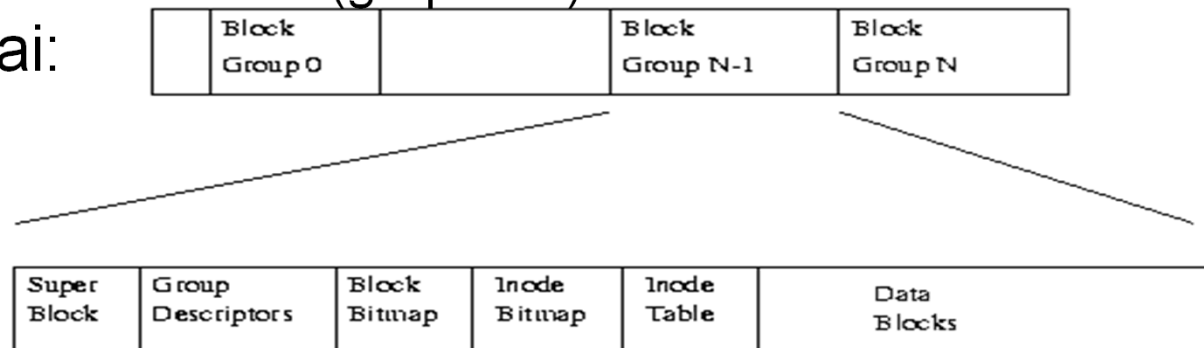 ai:
Block Block Block
Group 0 Group N-1 Group N
Super Group Block Inode Inode Data
Block Descriptors Bitmap Bitmap Table Blocks